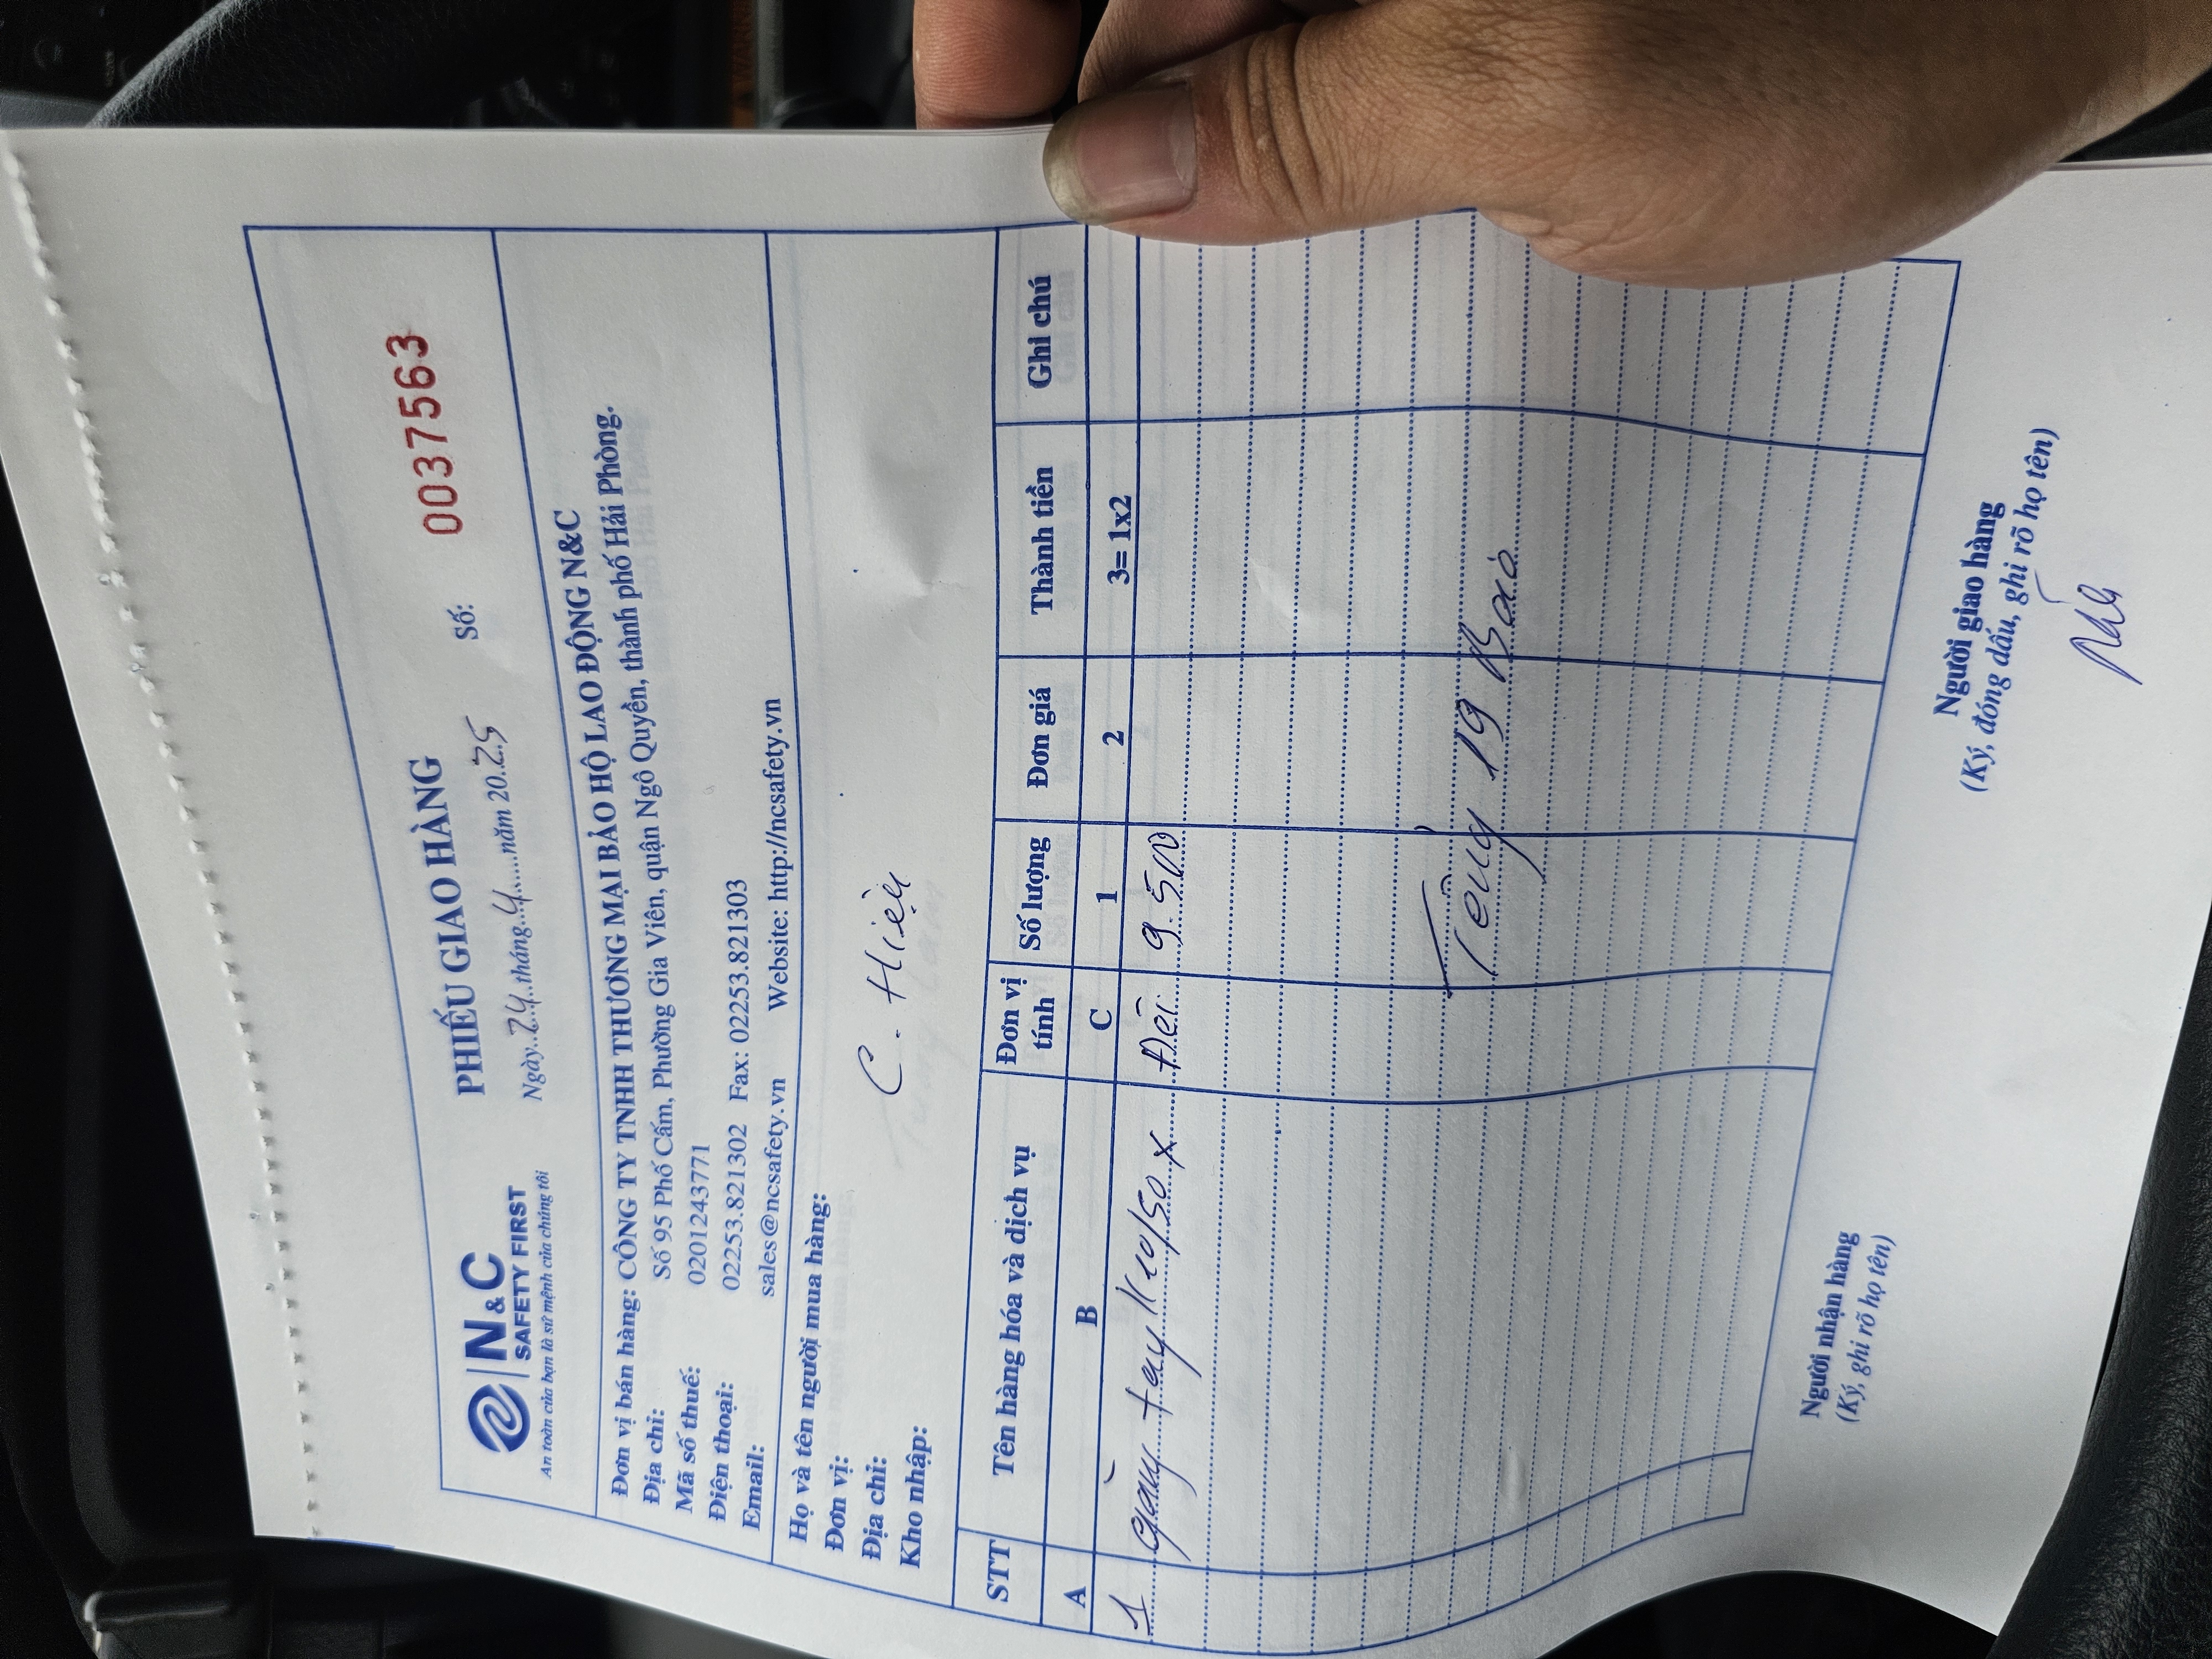 N&C
SAFETY FIRST
An toàn của bạn là sứ mệnh của chúng tôi
PHIẾU GIAO HÀNG
Ngày..24..tháng..4......năm 20.25
Số: 0037563
Đơn vị bán hàng: CÔNG TY TNHH THƯƠNG MẠI BẢO HỘ LAO ĐỘNG N&C
Địa chỉ: Số 95 Phố Cấm, Phường Gia Viên, quận Ngô Quyền, thành phố Hải Phòng.
Mã số thuế: 0201243771
Điện thoại: 02253.821302 Fax: 02253.821303
Email: sales@ncsafety.vn Website: http://ncsafety.vn
Họ và tên người mua hàng:
Đơn vị: C. Hiệu
Địa chỉ:
Kho nhập:
STT Tên hàng hóa và dịch vụ Đơn vị tính Số lượng Đơn giá Thành tiền Ghi chú
A B C 1 2 3= 1x2
1 găng tay Đôi 9.500
Tổng 19 Bao
Người nhận hàng
(Ký, ghi rõ họ tên)
Người giao hàng
(Ký, đóng dấu, ghi rõ họ tên)